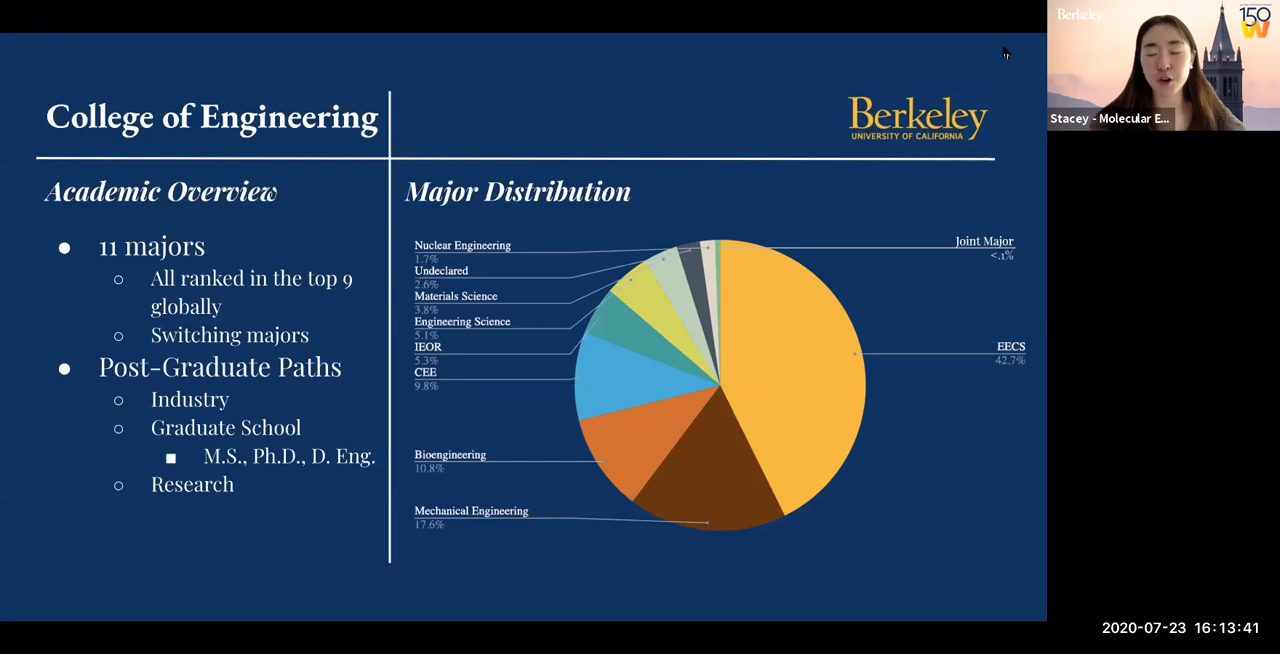 College of Engineering
Berkeley
UNIVERSITY OF CALIFORNIA
Academic Overview
● 11 majors
○ All ranked in the top 9
globally
○ Switching majors
● Post-Graduate Paths
○ Industry
○ Graduate School
■ M.S., Ph.D., D. Eng.
○ Research
Major Distribution
Nuclear Engineering
1.7%
Undeclared
2.6%
Materials Science
3.8%
Engineering Science
5.1%
IEOR
5.3%
CEE
9.8%
Bioengineering
10.8%
Mechanical Engineering
17.6%
Joint Major
<.1%
EECS
42.7%
Berkeley
150
W
Stacey - Molecular E...
2020-07-23 16:13:41